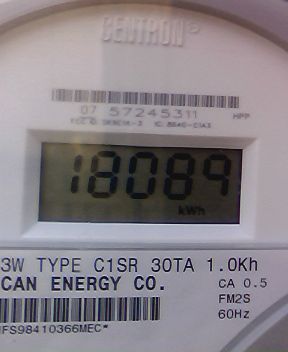 CENTRON®
07 57245311 HPP
18089
kWh
3W TYPE C1SR 30TA 1.0Kh
CAN ENERGY CO. CA 0.5
FM2S
60Hz
IFS98410366MEC*